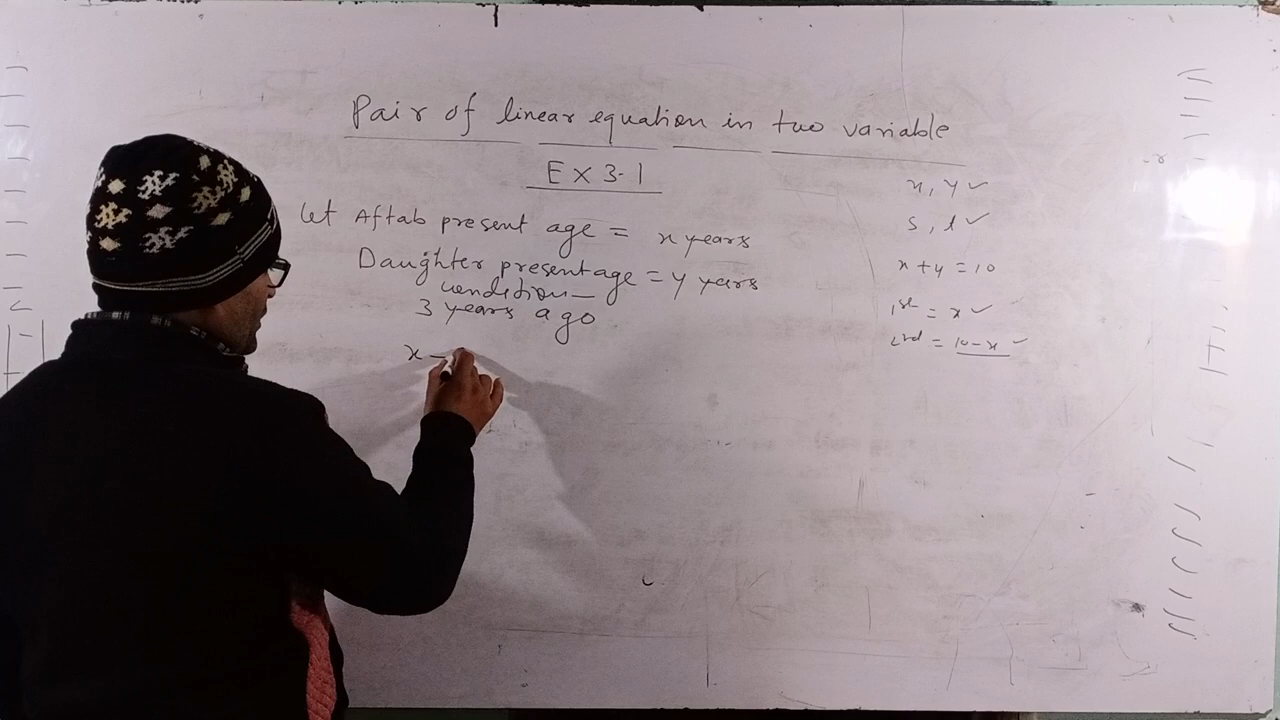 Pair of linear equation in two variable
Ex 3.1
let Aftab present age = x years
Daughter present age = y years
condition—
3 years ago
x –
x, y ✓
s, l ✓
x + y = 10
1st = x ✓
2nd = 10 - x ✓